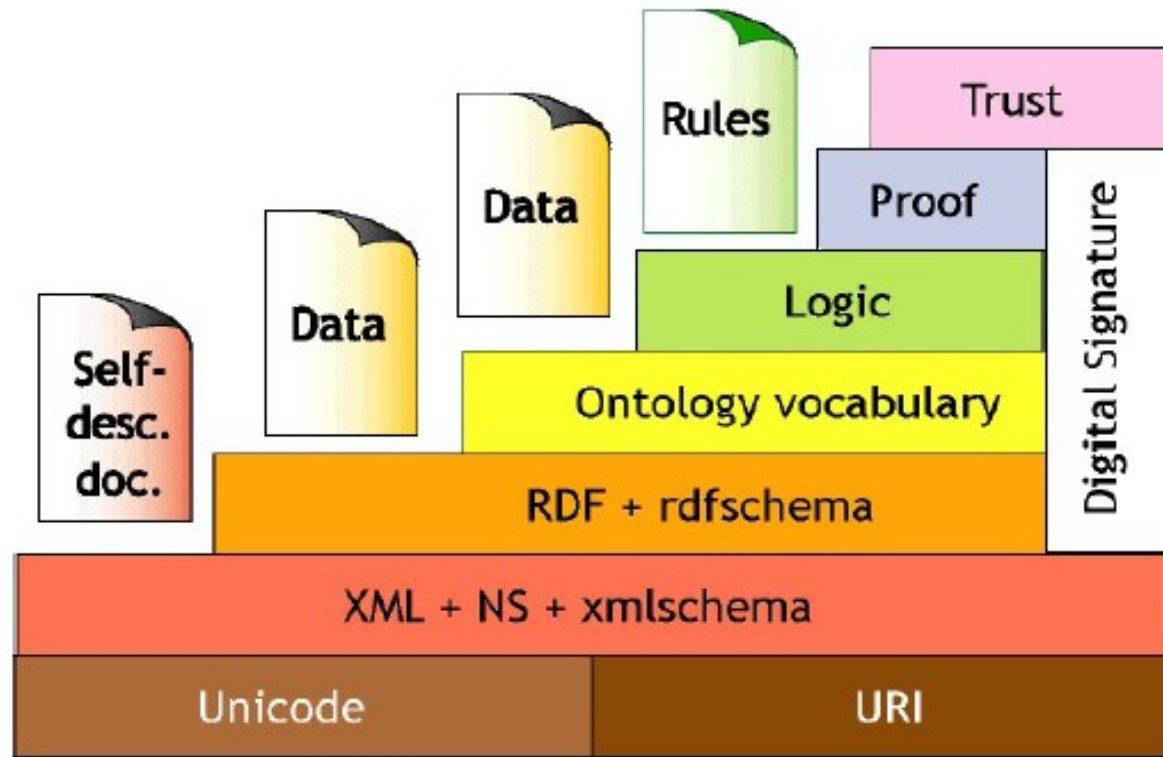 Rules
Trust
Data
Proof
Data
Logic
Self-
desc.
doc.
Ontology vocabulary
Digital Signature
RDF + rdfschema
XML + NS + xmlschema
Unicode
URI